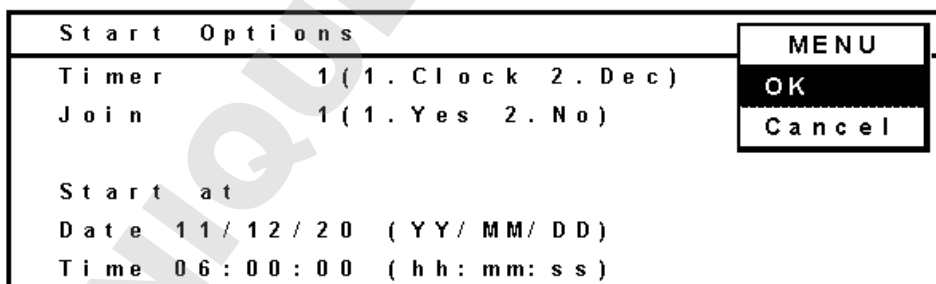 Start Options
MENU
Timer 1(1.Clock 2.Dec)
OK
Join 1(1.Yes 2.No)
Cancel
Start at
Date 11/12/20 (YY/MM/DD)
Time 06:00:00 (hh:mm:ss)